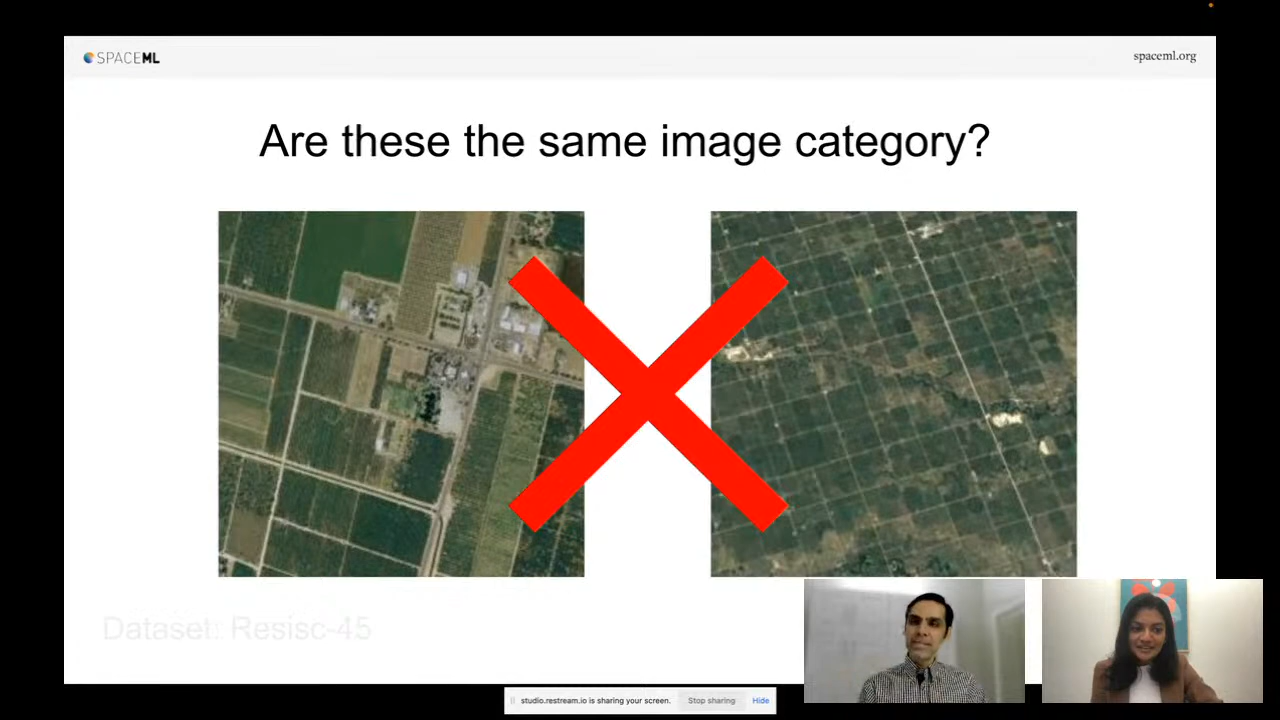 SPACEML
spaceml.org
Are these the same image category?
Dataset: Resisc-45
studio.restream.io is sharing your screen.
Stop sharing
Hide